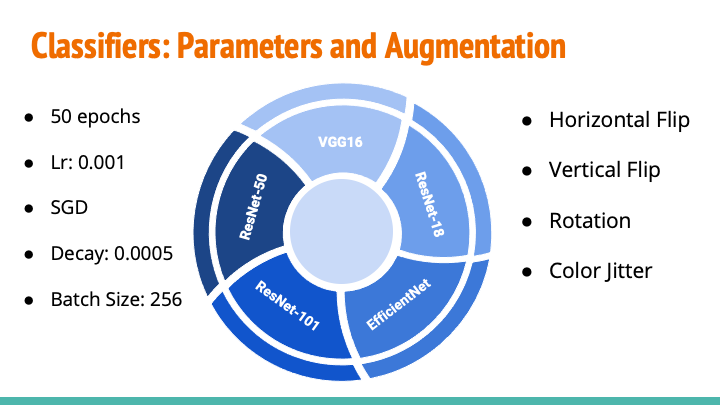 Classifiers: Parameters and Augmentation
● 50 epochs
● Lr: 0.001
● SGD
● Decay: 0.0005
● Batch Size: 256
VGG16
ResNet-18
EfficientNet
ResNet-101
ResNet-50
● Horizontal Flip
● Vertical Flip
● Rotation
● Color Jitter